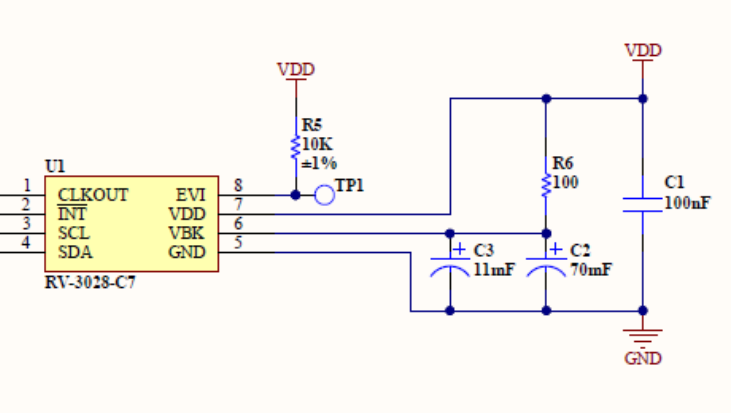 VDD
VDD
R5
10K
±1%
U1
R6
100
C1
100nF
TP1
1 CLKOUT EVI 8
2 INT VDD 7
3 SCL VBK 6
4 SDA GND 5
RV-3028-C7
+ C3
11mF
+ C2
70mF
GND